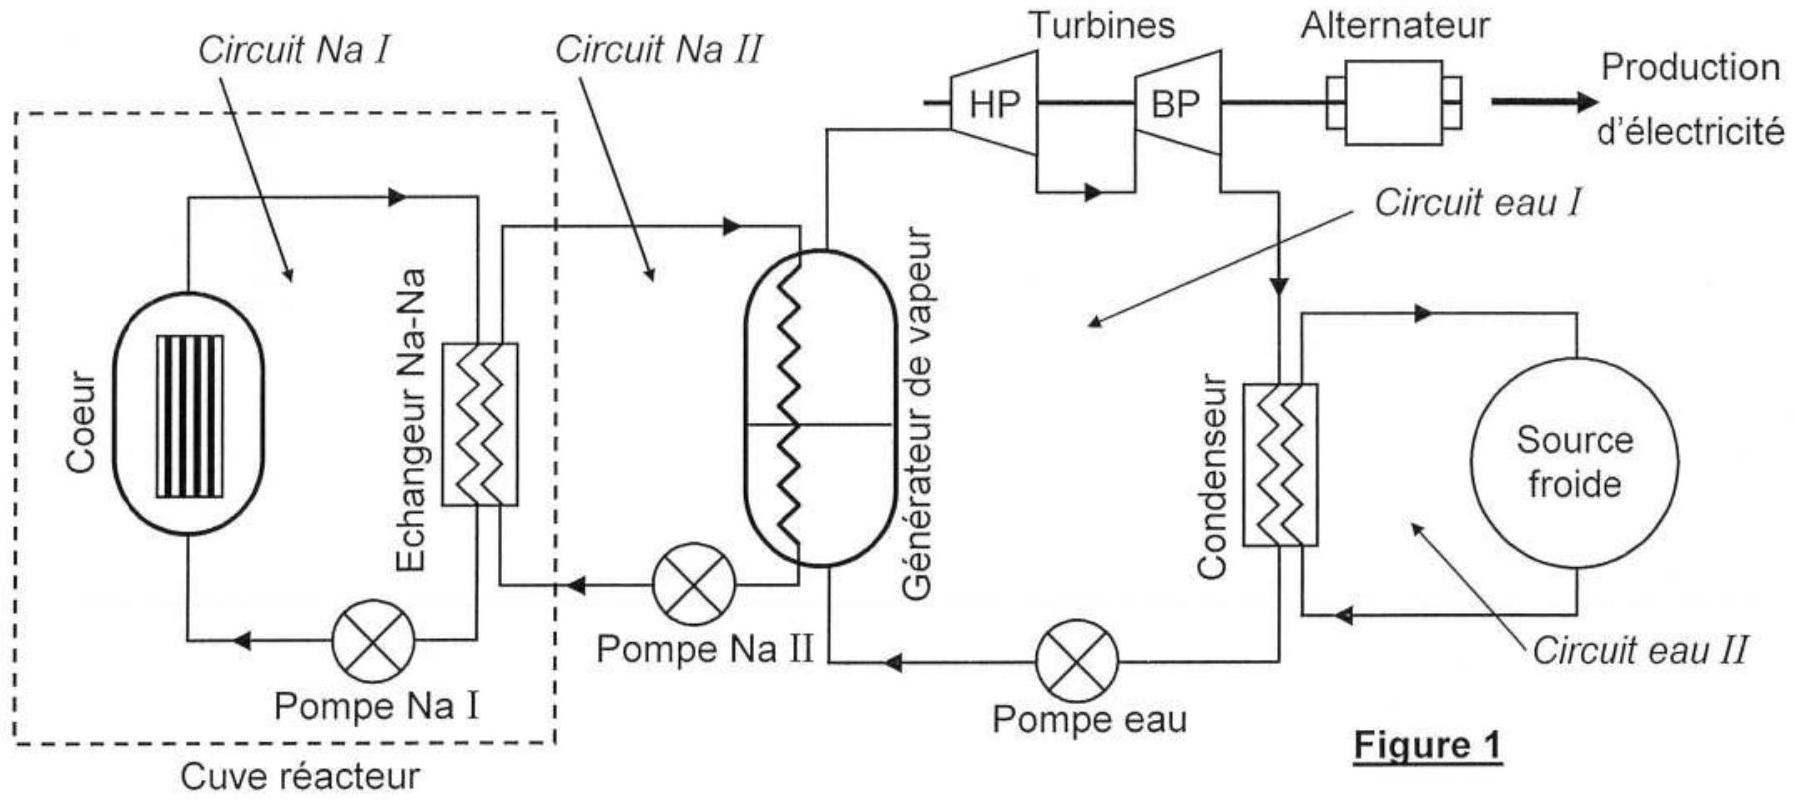 Circuit Na I
Circuit Na II
Turbines
Alternateur
HP
BP
Production
d'électricité
Circuit eau I
Coeur
Echangeur Na-Na
Générateur de vapeur
Condenseur
Source
froide
Pompe Na I
Pompe Na II
Pompe eau
Circuit eau II
Cuve réacteur
Figure 1